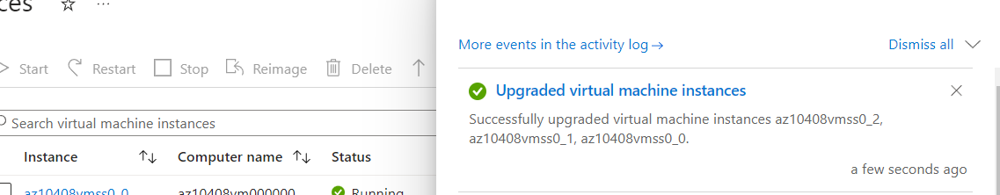 ces ☆ ...
Start Restart Stop Reimage Delete
Search virtual machine instances
Instance ↑↓ Computer name ↑↓ Status
az10408vmss0_0 az10408vm000000 Running
More events in the activity log → Dismiss all
Upgraded virtual machine instances
Successfully upgraded virtual machine instances az10408vmss0_2,
az10408vmss0_1, az10408vmss0_0.
a few seconds ago